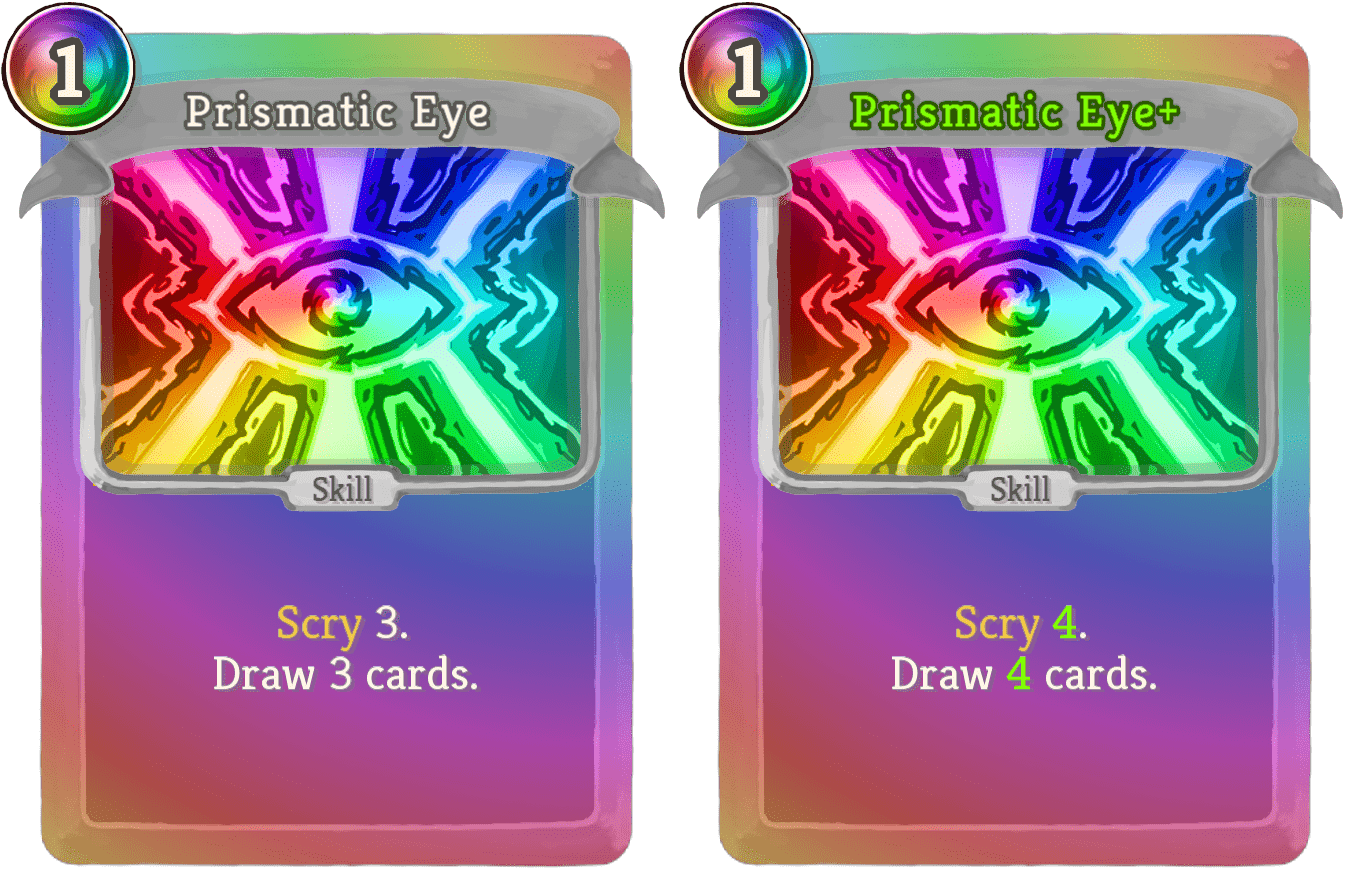 1
Prismatic Eye
Skill
Scry 3.
Draw 3 cards.
1
Prismatic Eye+
Skill
Scry 4.
Draw 4 cards.